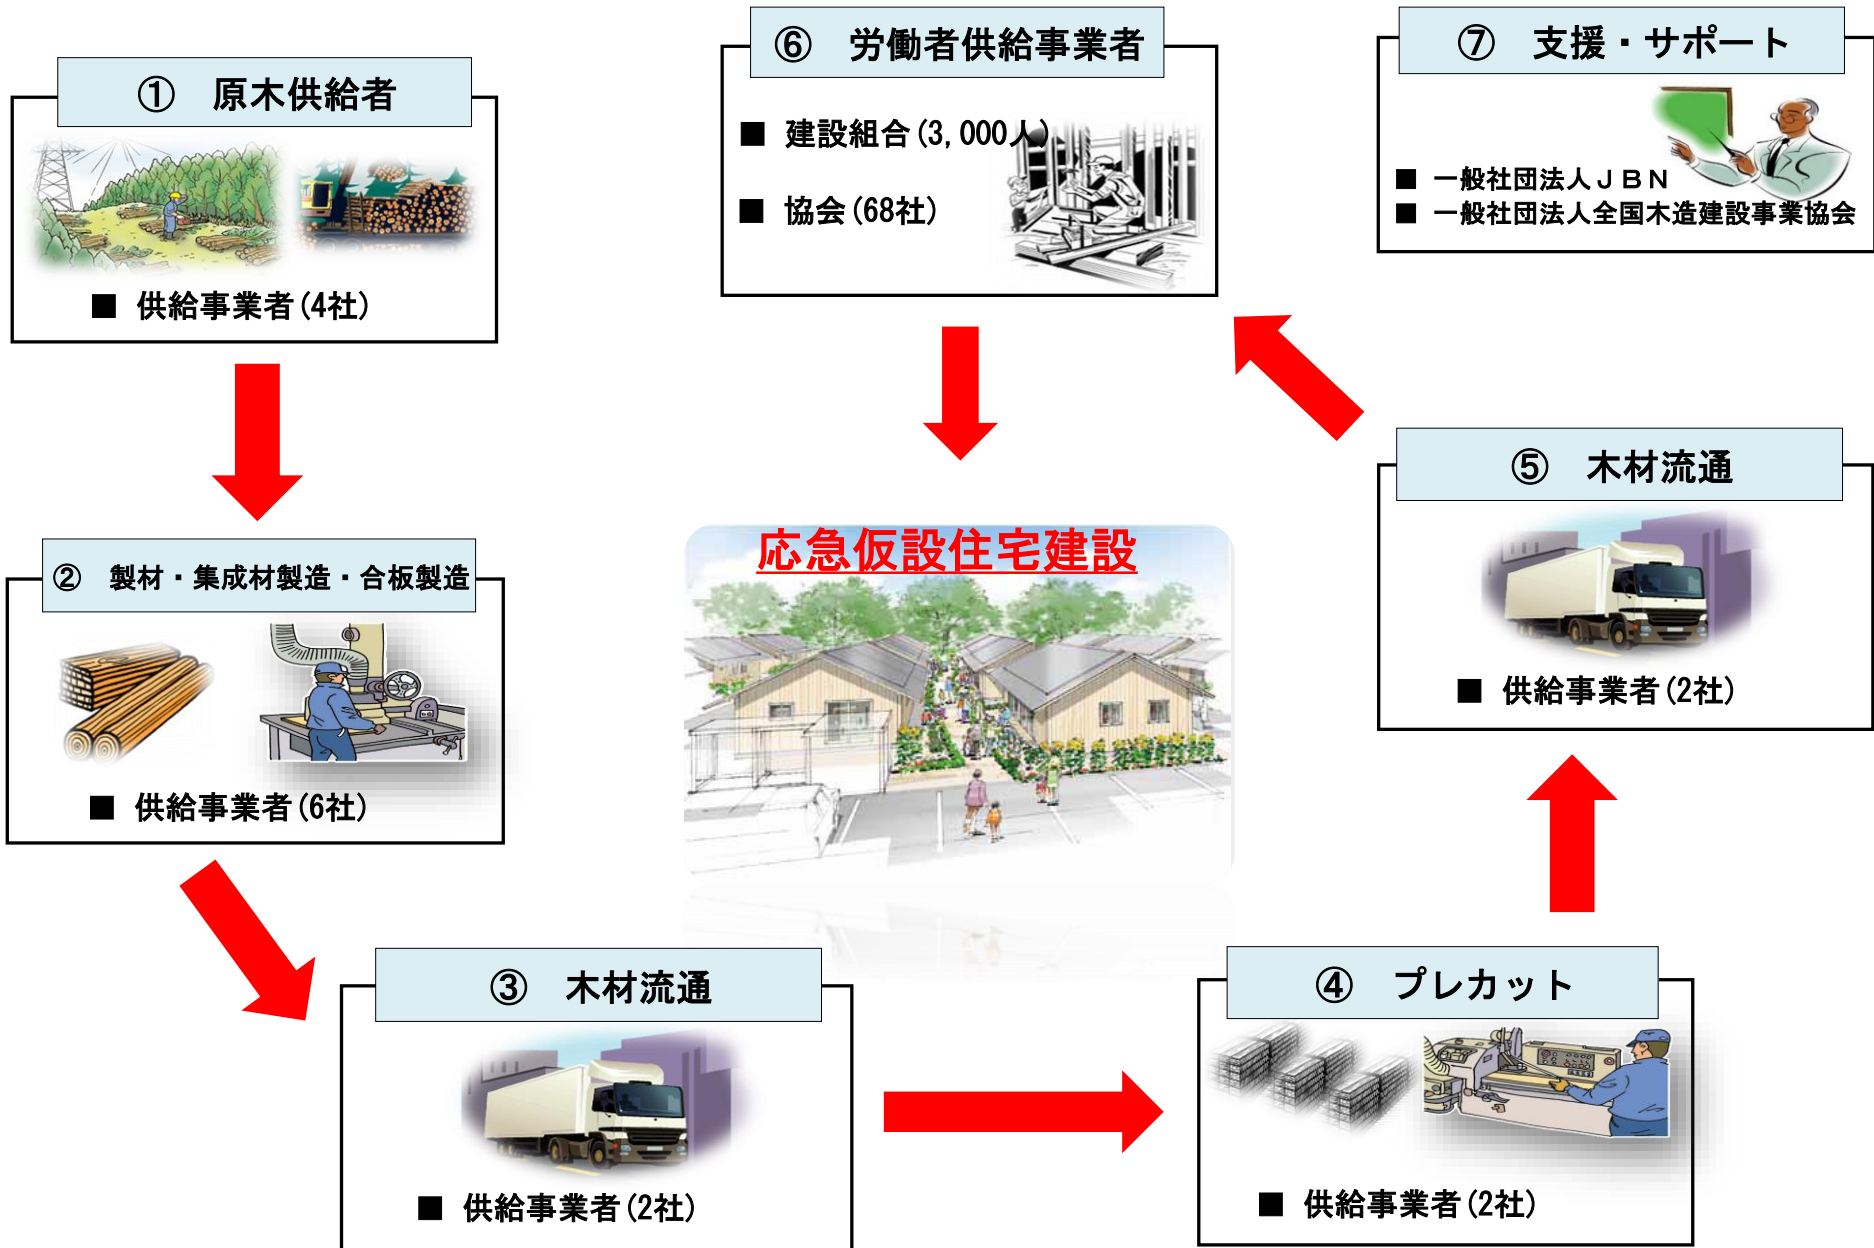 ① 原木供給者
■ 供給事業者(4社)
② 製材・集成材製造・合板製造
■ 供給事業者(6社)
③ 木材流通
■ 供給事業者(2社)
④ プレカット
■ 供給事業者(2社)
⑤ 木材流通
■ 供給事業者(2社)
⑥ 労働者供給事業者
■ 建設組合(3,000人)
■ 協会(68社)
⑦ 支援・サポート
■ 一般社団法人JBN
■ 一般社団法人全国木造建設事業協会
応急仮設住宅建設